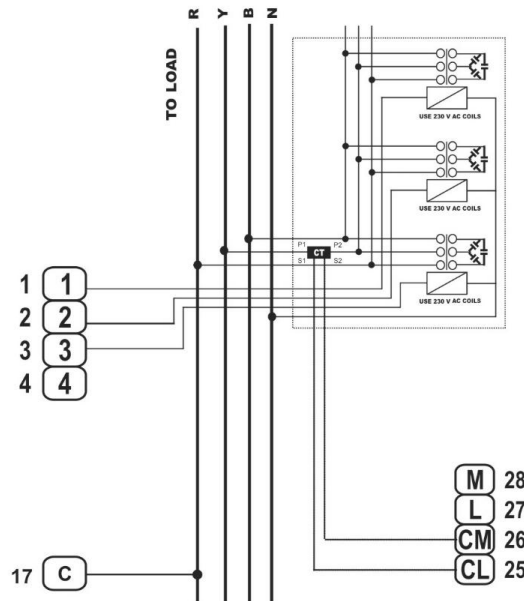 R Y B N
TO LOAD
USE 230 V AC COILS
USE 230 V AC COILS
P1 CT P2
S1 S2
USE 230 V AC COILS
1 1
2 2
3 3
4 4
M 28
L 27
CM 26
CL 25
17 C